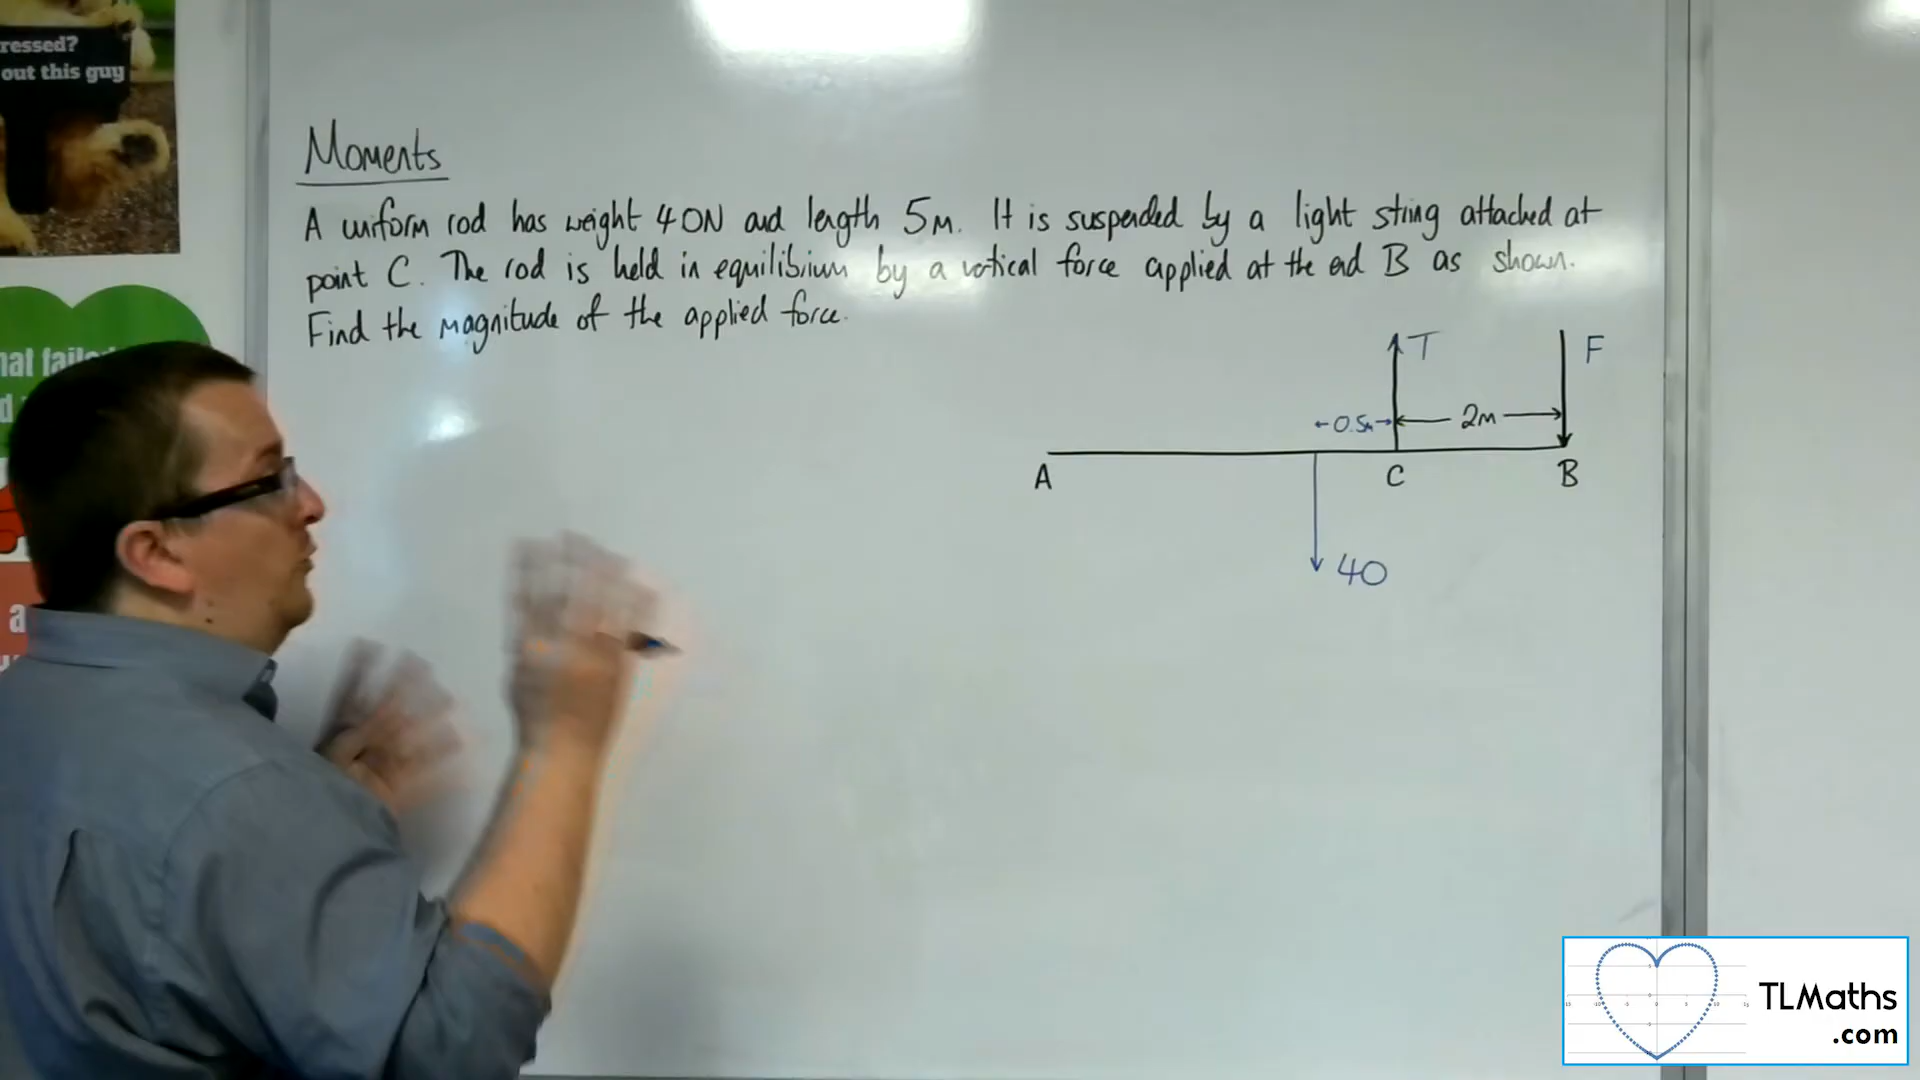 ressed?
out this guy
Moments
A uniform rod has weight 40N and length 5m. It is suspended by a light string attached at
point C. The rod is held in equilibrium by a vertical force applied at the end B as shown.
Find the magnitude of the applied force.
T
F
0.5m
2m
A
C
B
40
TLMaths
.com